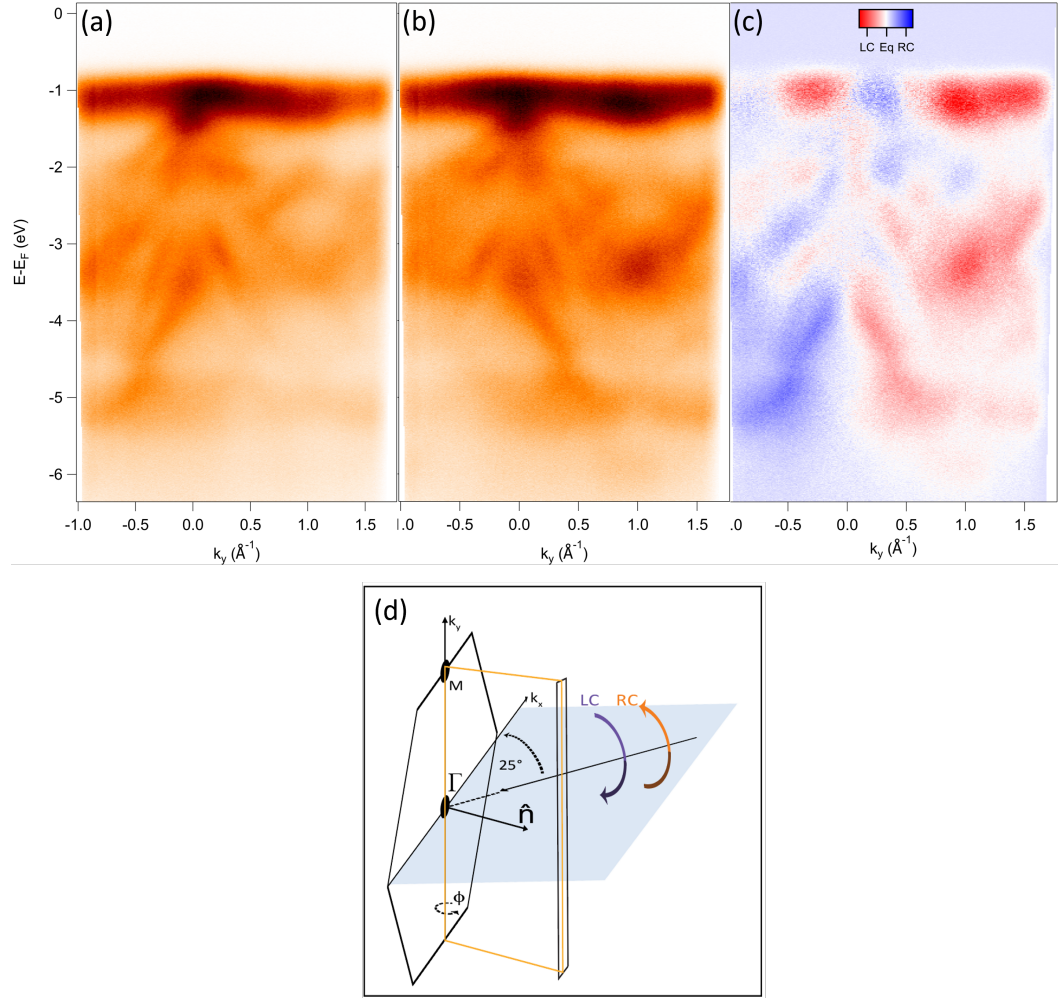 (a) (b) (c)
LC Eq RC
0
-1
-2
-3
-4
-5
-6
E-E_F (eV)
-1.0 -0.5 0.0 0.5 1.0 1.5
k_y (Å⁻¹)
-0.5 0.0 0.5 1.0 1.5
k_y (Å⁻¹)
.0 -0.5 0.0 0.5 1.0 1.5
k_y (Å⁻¹)
(d)
k_y
M
k_x
LC RC
25°
Γ
n̂
ϕ